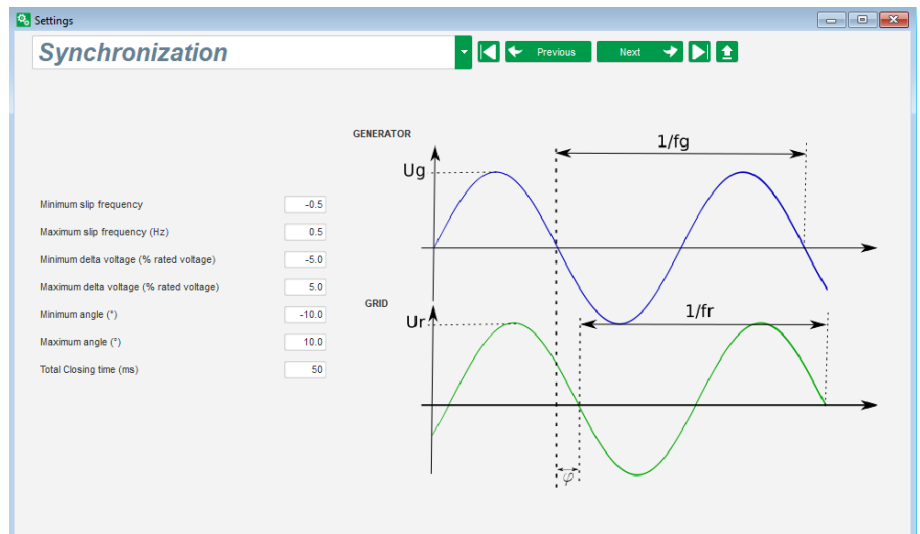 Settings
Synchronization
Previous
Next
GENERATOR
1/fg
Ug
Minimum slip frequency -0.5
Maximum slip frequency (Hz) 0.5
Minimum delta voltage (% rated voltage) -5.0
Maximum delta voltage (% rated voltage) 5.0
GRID
Minimum angle (°) -10.0
1/fr
Ur
Maximum angle (°) 10.0
Total Closing time (ms) 50
φ